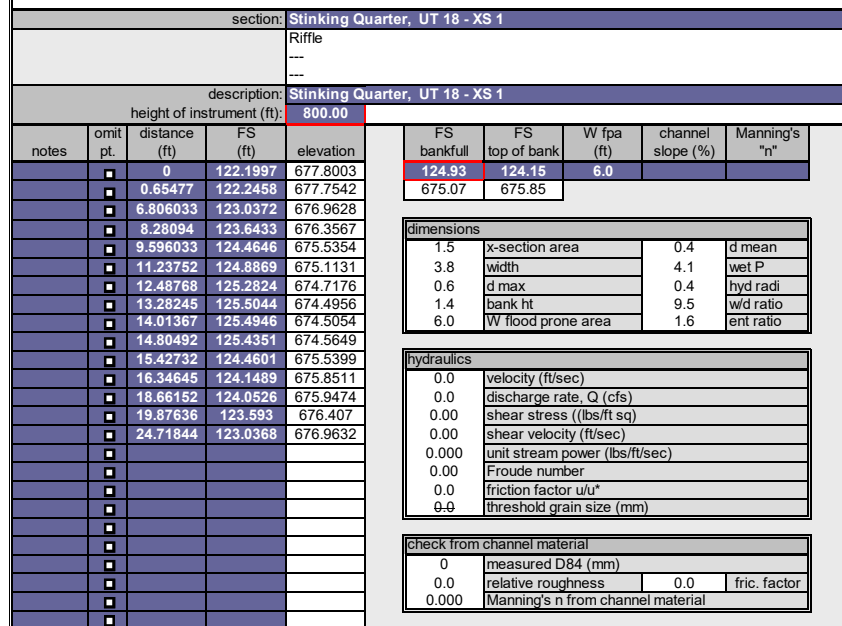 section: Stinking Quarter, UT 18 - XS 1
Riffle
---
---
description: Stinking Quarter, UT 18 - XS 1
height of instrument (ft): 800.00
omit distance FS FS FS W fpa channel Manning's
notes pt. (ft) (ft) elevation bankfull top of bank (ft) slope (%) "n"
0 122.1997 677.8003 124.93 124.15 6.0
0.65477 122.2458 677.7542 675.07 675.85
6.806033 123.0372 676.9628
8.28094 123.6433 676.3567 dimensions
9.596033 124.4646 675.5354 1.5 x-section area 0.4 d mean
11.23752 124.8869 675.1131 3.8 width 4.1 wet P
12.48768 125.2824 674.7176 0.6 d max 0.4 hyd radi
13.28245 125.5044 674.4956 1.4 bank ht 9.5 w/d ratio
14.01367 125.4946 674.5054 6.0 W flood prone area 1.6 ent ratio
14.80492 125.4351 674.5649
15.42732 124.4601 675.5399 hydraulics
16.34645 124.1489 675.8511 0.0 velocity (ft/sec)
18.66152 124.0526 675.9474 0.0 discharge rate, Q (cfs)
19.87636 123.593 676.407 0.00 shear stress ((lbs/ft sq)
24.71844 123.0368 676.9632 0.00 shear velocity (ft/sec)
0.000 unit stream power (lbs/ft/sec)
0.00 Froude number
0.0 friction factor u/u*
0.0 threshold grain size (mm)
check from channel material
0 measured D84 (mm)
0.0 relative roughness 0.0 fric. factor
0.000 Manning's n from channel material